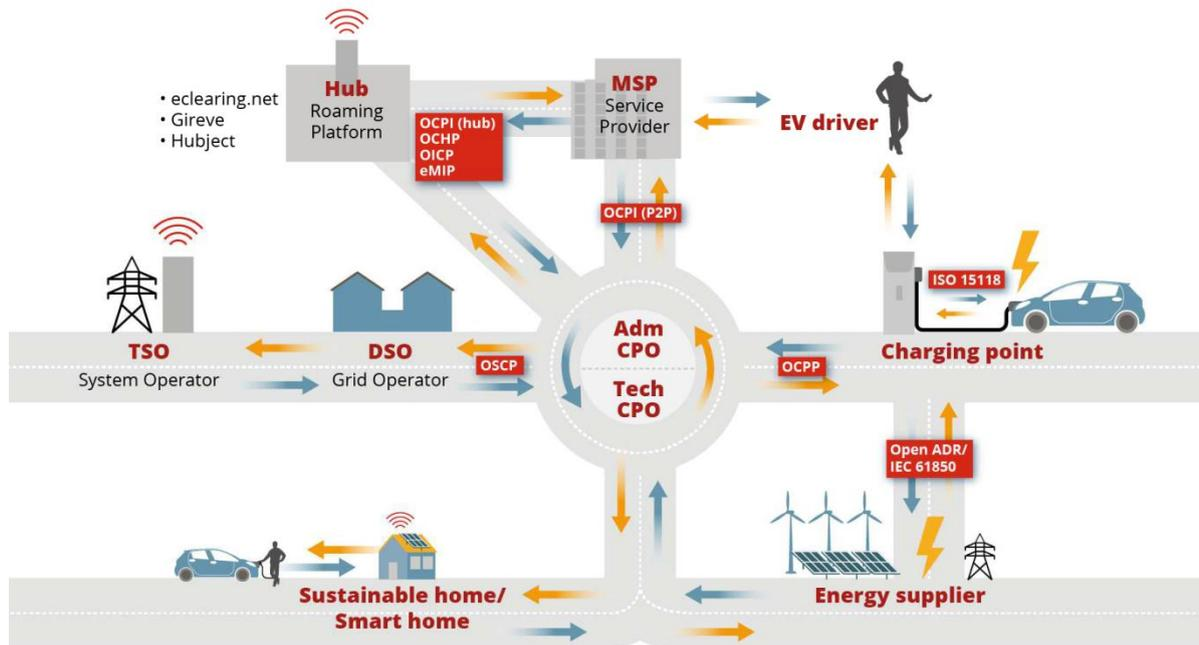 Hub
Roaming
Platform
• eclearing.net
• Gireve
• Hubject
MSP
Service
Provider
EV driver
OCPI (hub)
OCHP
OICP
eMIP
OCPI (P2P)
ISO 15118
TSO
System Operator
DSO
Grid Operator
OSCP
Adm
CPO
Tech
CPO
OCPP
Charging point
Open ADR/
IEC 61850
Sustainable home/
Smart home
Energy supplier